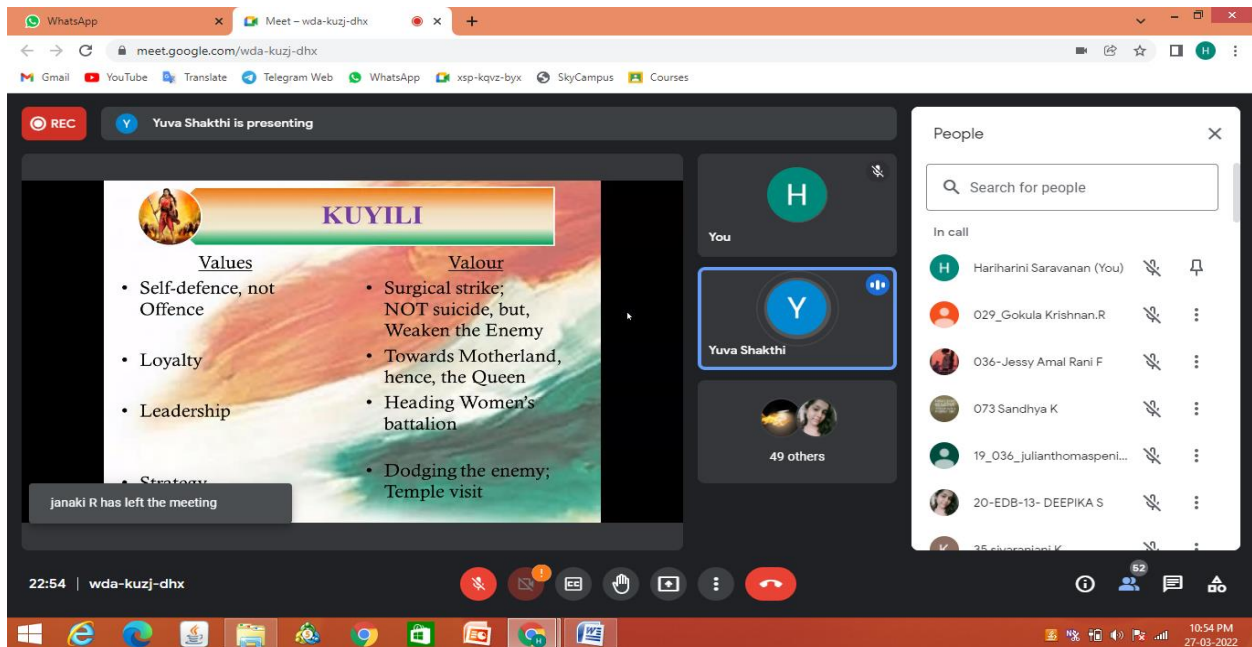 WhatsApp
Meet – wda-kuzj-dhx
meet.google.com/wda-kuzj-dhx
H
Gmail YouTube Translate Telegram Web WhatsApp xsp-kqvz-byx SkyCampus Courses
REC
Y Yuva Shakthi is presenting
KUYILI
Values
• Self-defence, not
Offence
• Loyalty
• Leadership
• Strategy
Valour
• Surgical strike;
NOT suicide, but,
Weaken the Enemy
• Towards Motherland,
hence, the Queen
• Heading Women's
battalion
• Dodging the enemy;
Temple visit
janaki R has left the meeting
H
You
Y
Yuva Shakthi
49 others
People
Search for people
In call
H Hariharini Saravanan (You)
029_Gokula Krishnan.R
036-Jessy Amal Rani F
073 Sandhya K
19_036_julianthomaspeni...
20-EDB-13- DEEPIKA S
K 35 sivaranjani K
22:54 | wda-kuzj-dhx
CC
52
10:54 PM
27-03-2022